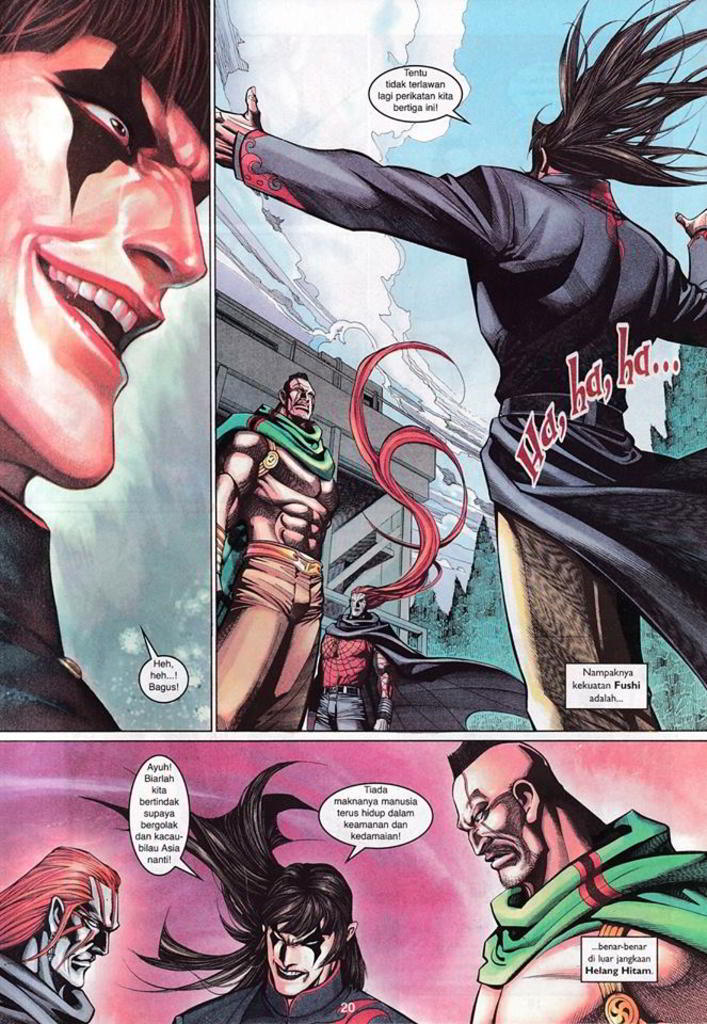 Heh,
heh...!
Bagus!
Tentu
tidak terlawan
lagi perikatan kita
bertiga ini!
Ha, ha, ha...
Nampaknya
kekuatan Fushi
adalah...
Ayuh!
Biarlah
kita
bertindak
supaya
bergolak
dan kacau-
bilau Asia
nanti!
Tiada
maknanya manusia
terus hidup dalam
keamanan dan
kedamaian!
...benar-benar
di luar jangkaan
Helang Hitam.
20